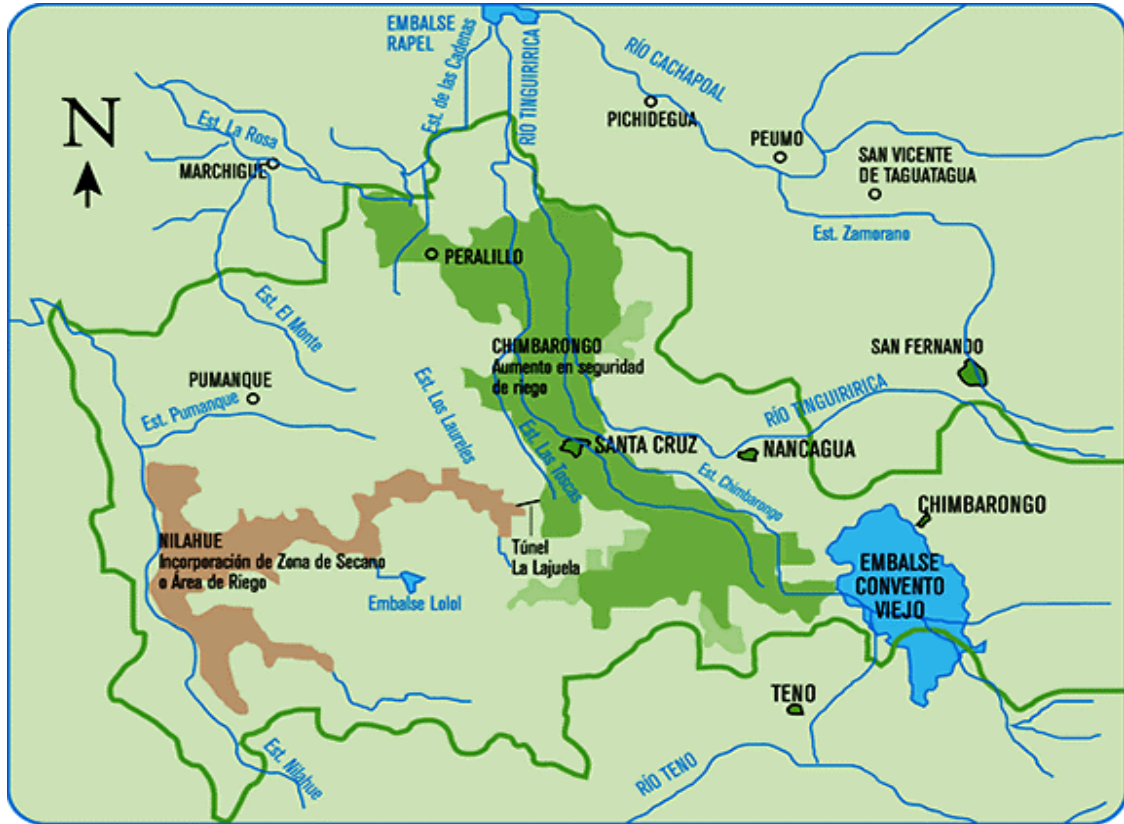 EMBALSE
RAPEL
Est. de las Cadenas
RÍO TINGUIRIRICA
RÍO CACHAPOAL
PICHIDEGUA
PEUMO
SAN VICENTE
DE TAGUATAGUA
Est. Zamorano
N
Est. La Rosa
MARCHIGUE
PERALILLO
Est. El Monte
CHIMBARONGO
Aumento en seguridad
de riego
SAN FERNANDO
PUMANQUE
Est. Pumanque
Est. Los Laureles
Est. Las Toscas
SANTA CRUZ
RÍO TINGUIRIRICA
NANCAGUA
Est. Chimbarongo
CHIMBARONGO
NILAHUE
Incorporación de Zona de Secano
o Área de Riego
Túnel
La Lajuela
Embalse Lolol
EMBALSE
CONVENTO
VIEJO
TENO
Est. Nilahue
RÍO TENO